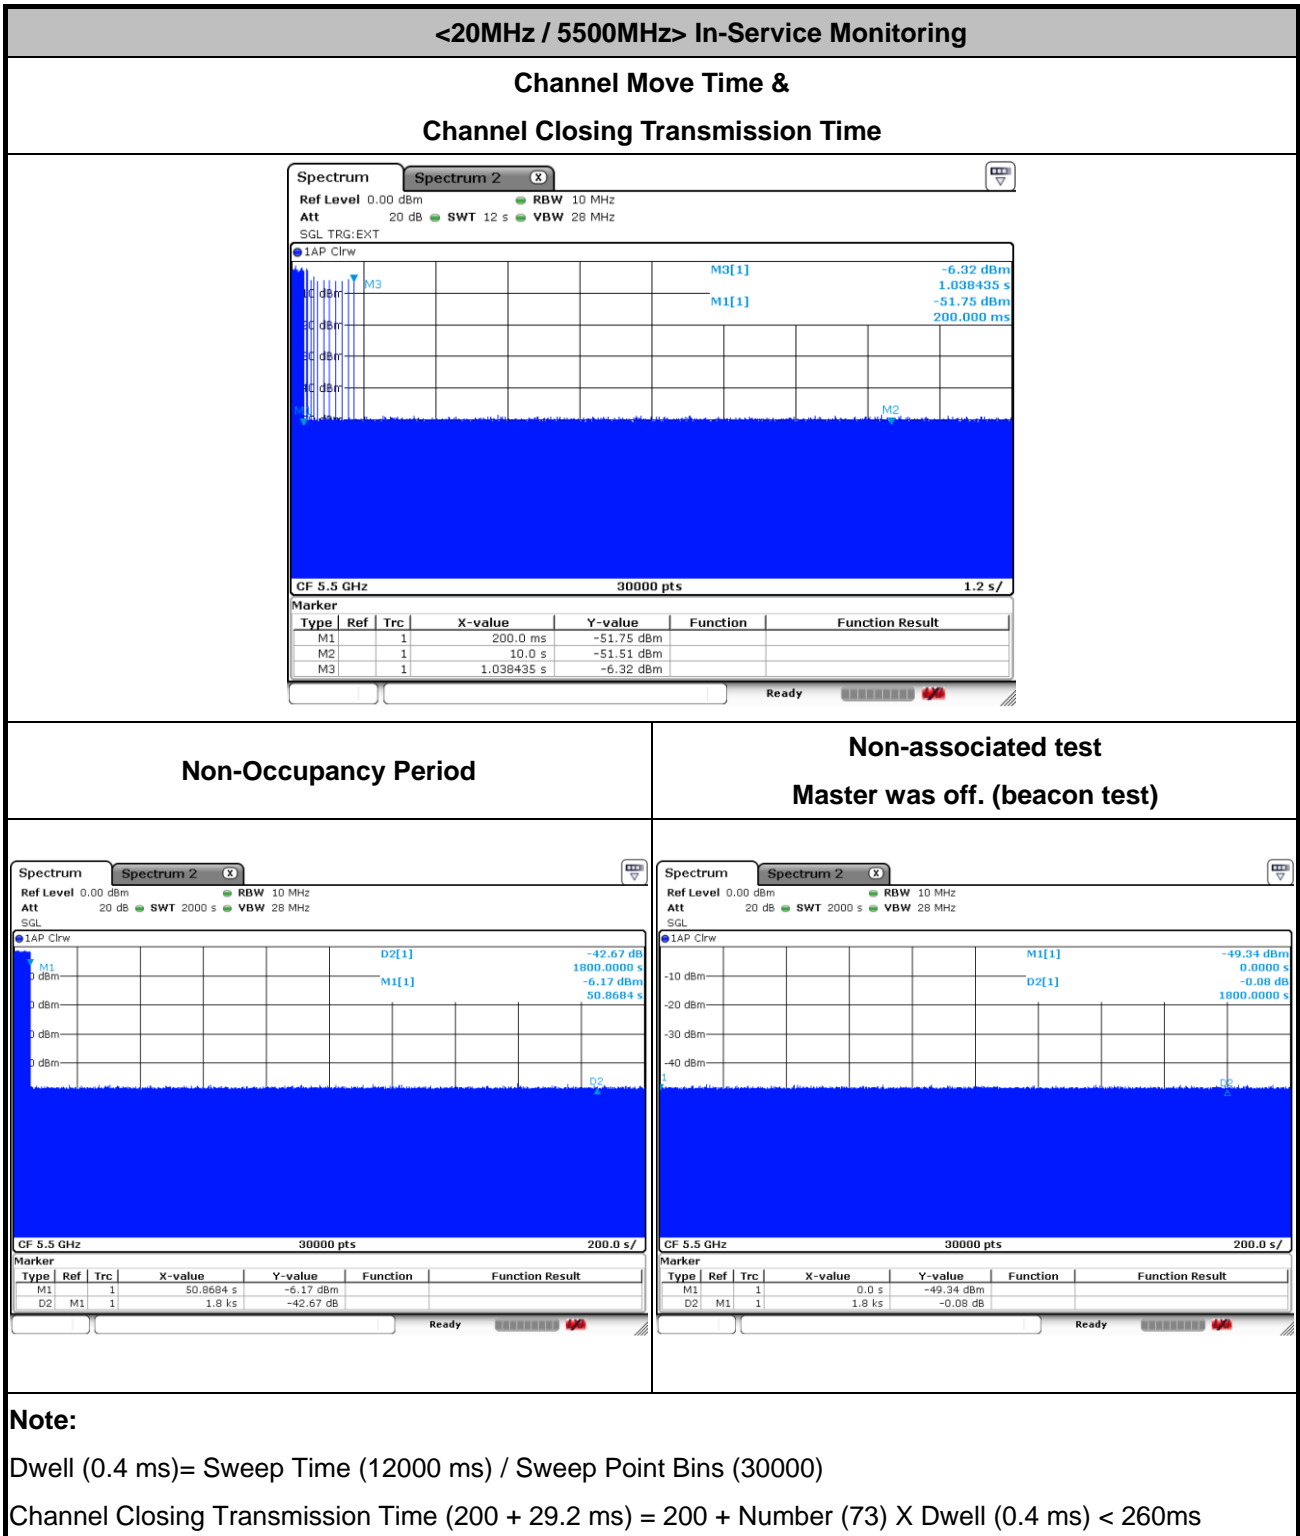 <20MHz / 5500MHz> In-Service Monitoring
Channel Move Time &
Channel Closing Transmission Time
Spectrum Spectrum 2 X
Ref Level 0.00 dBm RBW 10 MHz
Att 20 dB SWT 12 s VBW 28 MHz
SGL TRG:EXT
1AP Clrw
M3[1] -6.32 dBm
1.038435 s
M1[1] -51.75 dBm
200.000 ms
M3
M2
CF 5.5 GHz 30000 pts 1.2 s/
Marker
Type Ref Trc X-value Y-value Function Function Result
M1 1 200.0 ms -51.75 dBm
M2 1 10.0 s -51.51 dBm
M3 1 1.038435 s -6.32 dBm
Ready
Non-Occupancy Period
Non-associated test
Master was off. (beacon test)
Spectrum Spectrum 2 X
Ref Level 0.00 dBm RBW 10 MHz
Att 20 dB SWT 2000 s VBW 28 MHz
SGL
1AP Clrw
D2[1] -42.67 dB
1800.0000 s
M1[1] -6.17 dBm
50.8684 s
M1
0 dBm
0 dBm
0 dBm
0 dBm
D2
CF 5.5 GHz 30000 pts 200.0 s/
Marker
Type Ref Trc X-value Y-value Function Function Result
M1 1 50.8684 s -6.17 dBm
D2 M1 1 1.8 ks -42.67 dB
Ready
Spectrum Spectrum 2 X
Ref Level 0.00 dBm RBW 10 MHz
Att 20 dB SWT 2000 s VBW 28 MHz
SGL
1AP Clrw
M1[1] -49.34 dBm
0.0000 s
D2[1] -0.08 dB
1800.0000 s
-10 dBm
-20 dBm
-30 dBm
-40 dBm
1
D2
CF 5.5 GHz 30000 pts 200.0 s/
Marker
Type Ref Trc X-value Y-value Function Function Result
M1 1 0.0 s -49.34 dBm
D2 M1 1 1.8 ks -0.08 dB
Ready
Note:
Dwell (0.4 ms)= Sweep Time (12000 ms) / Sweep Point Bins (30000)
Channel Closing Transmission Time (200 + 29.2 ms) = 200 + Number (73) X Dwell (0.4 ms) < 260ms